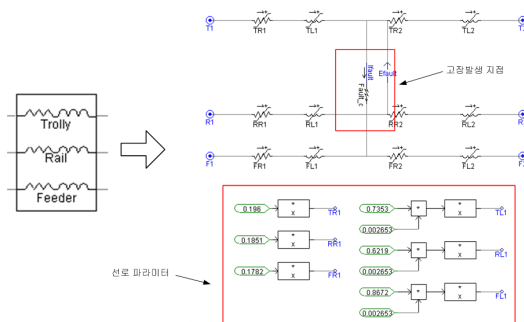 T1
TR1
TL1
TR2
TL2
Ifault
Efault
Fault_c
고장발생 지점
Trolly
Rail
Feeder
R1
RR1
RL1
RR2
RL2
F1
FR1
FL1
FR2
FL2
0.196
*
x
TR1
0.7353
*
*
x
TL1
0.002653
0.1851
*
x
RR1
0.6219
*
*
x
RL1
0.002653
0.1782
*
x
FR1
0.8672
*
*
x
FL1
0.002653
선로 파라미터